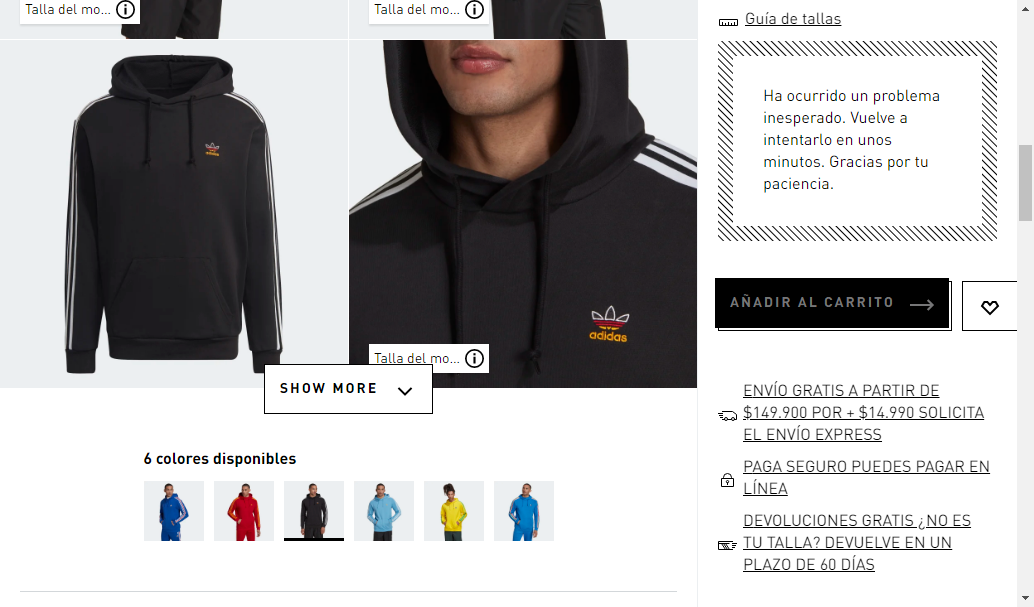 Talla del mo...
Talla del mo...
adidas
adidas
Talla del mo...
SHOW MORE
6 colores disponibles
Guía de tallas
Ha ocurrido un problema
inesperado. Vuelve a
intentarlo en unos
minutos. Gracias por tu
paciencia.
AÑADIR AL CARRITO
ENVÍO GRATIS A PARTIR DE
$149.900 POR + $14.990 SOLICITA
EL ENVÍO EXPRESS
PAGA SEGURO PUEDES PAGAR EN
LÍNEA
DEVOLUCIONES GRATIS ¿NO ES
TU TALLA? DEVUELVE EN UN
PLAZO DE 60 DÍAS